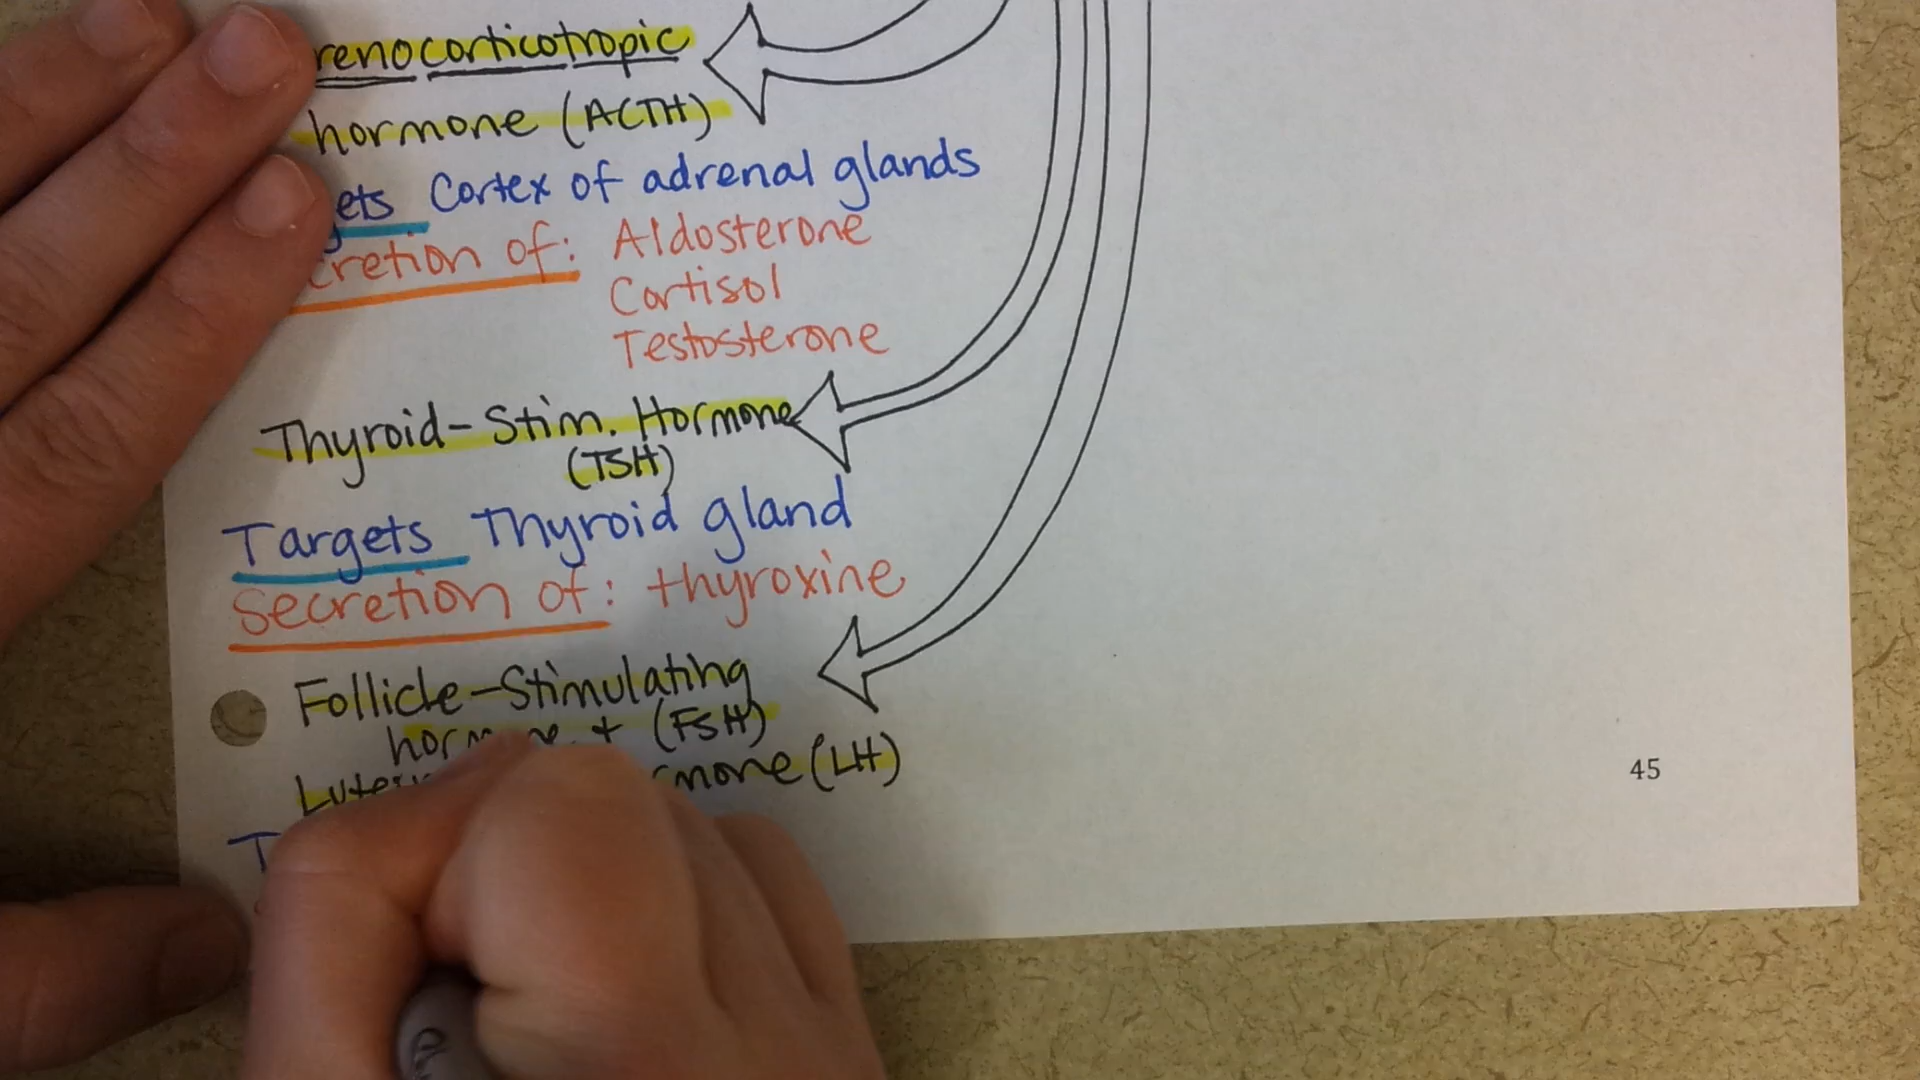 renocorticotropic
hormone (ACTH)
ets Cortex of adrenal glands
cretion of: Aldosterone
Cortisol
Testosterone
Thyroid-Stim. Hormone
(TSH)
Targets Thyroid gland
Secretion of: thyroxine
Follicle-Stimulating
hormone + (FSH)
(LH)
45